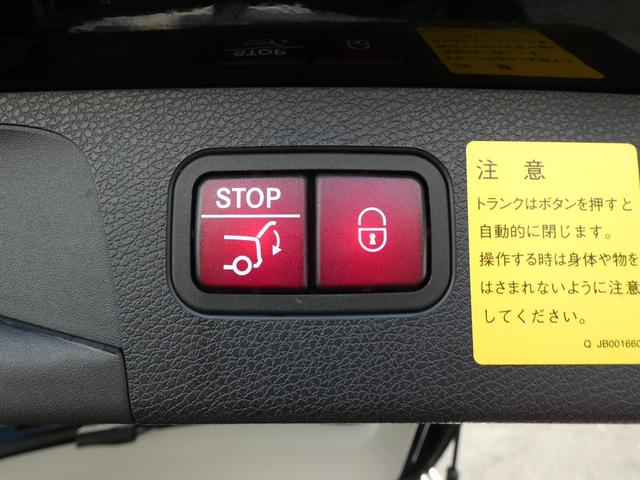 STOP
注意
トランクはボタンを押すと
自動的に閉じます。
操作する時は身体や物を
はさまれないように注意
してください。
Q JB001660